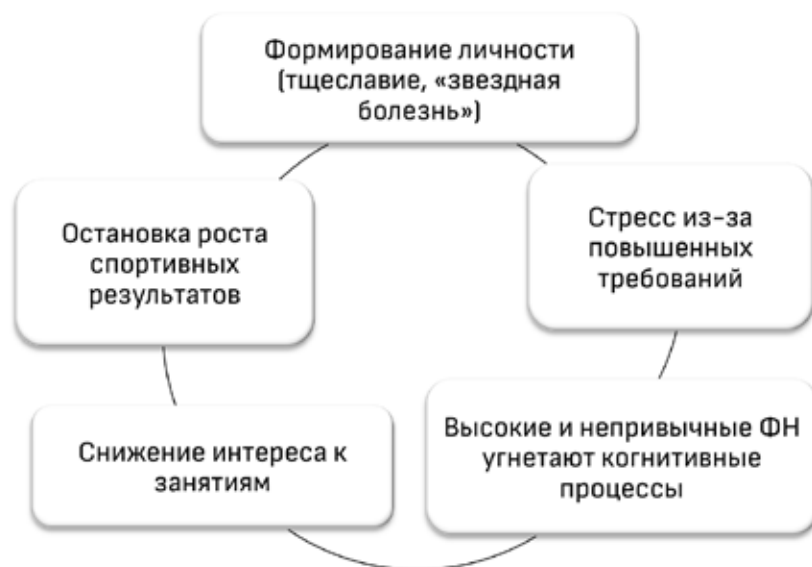 Формирование личности
(тщеславие, «звездная
болезнь»)
Стресс из-за
повышенных
требований
Высокие и непривычные ФН
угнетают когнитивные
процессы
Снижение интереса к
занятиям
Остановка роста
спортивных
результатов